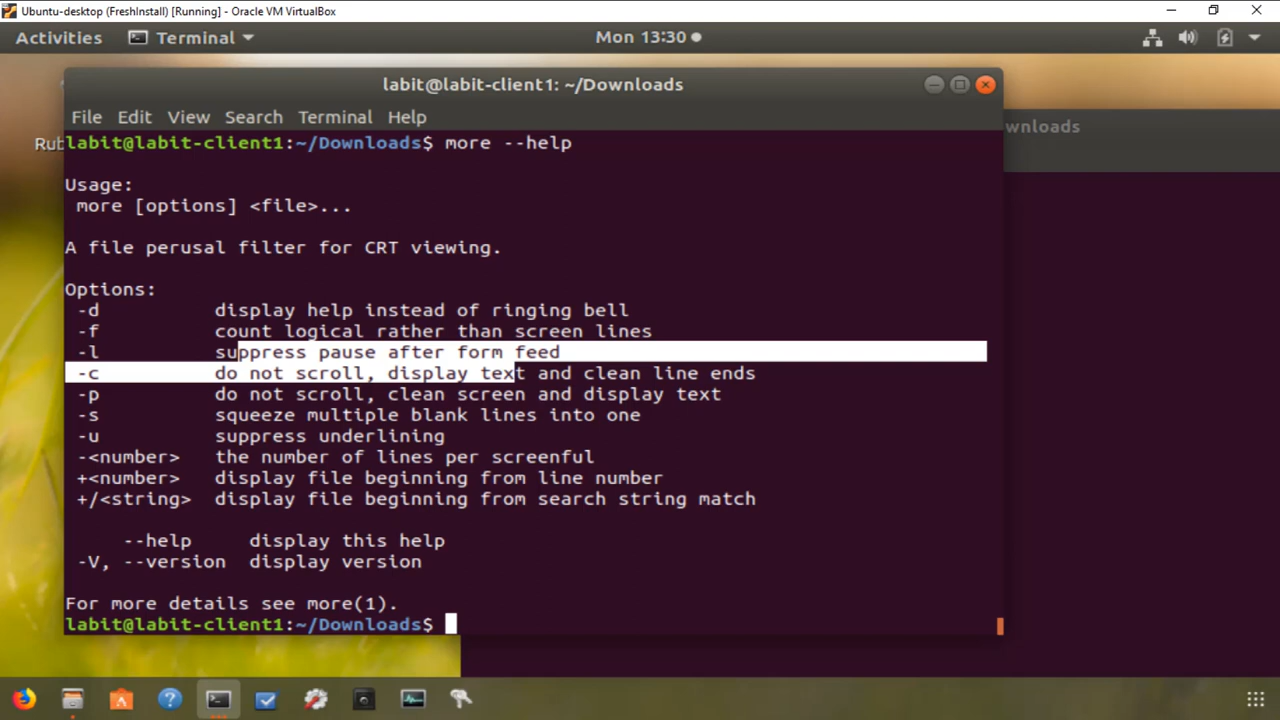 Ubuntu-desktop (FreshInstall) [Running] - Oracle VM VirtualBox
Activities Terminal Mon 13:30
labit@labit-client1: ~/Downloads
File Edit View Search Terminal Help
wnloads
Rub
labit@labit-client1:~/Downloads$ more --help
Usage:
more [options] <file>...
A file perusal filter for CRT viewing.
Options:
-d display help instead of ringing bell
-f count logical rather than screen lines
-l suppress pause after form feed
-c do not scroll, display text and clean line ends
-p do not scroll, clean screen and display text
-s squeeze multiple blank lines into one
-u suppress underlining
-<number> the number of lines per screenful
+<number> display file beginning from line number
+/<string> display file beginning from search string match
--help display this help
-V, --version display version
For more details see more(1).
labit@labit-client1:~/Downloads$